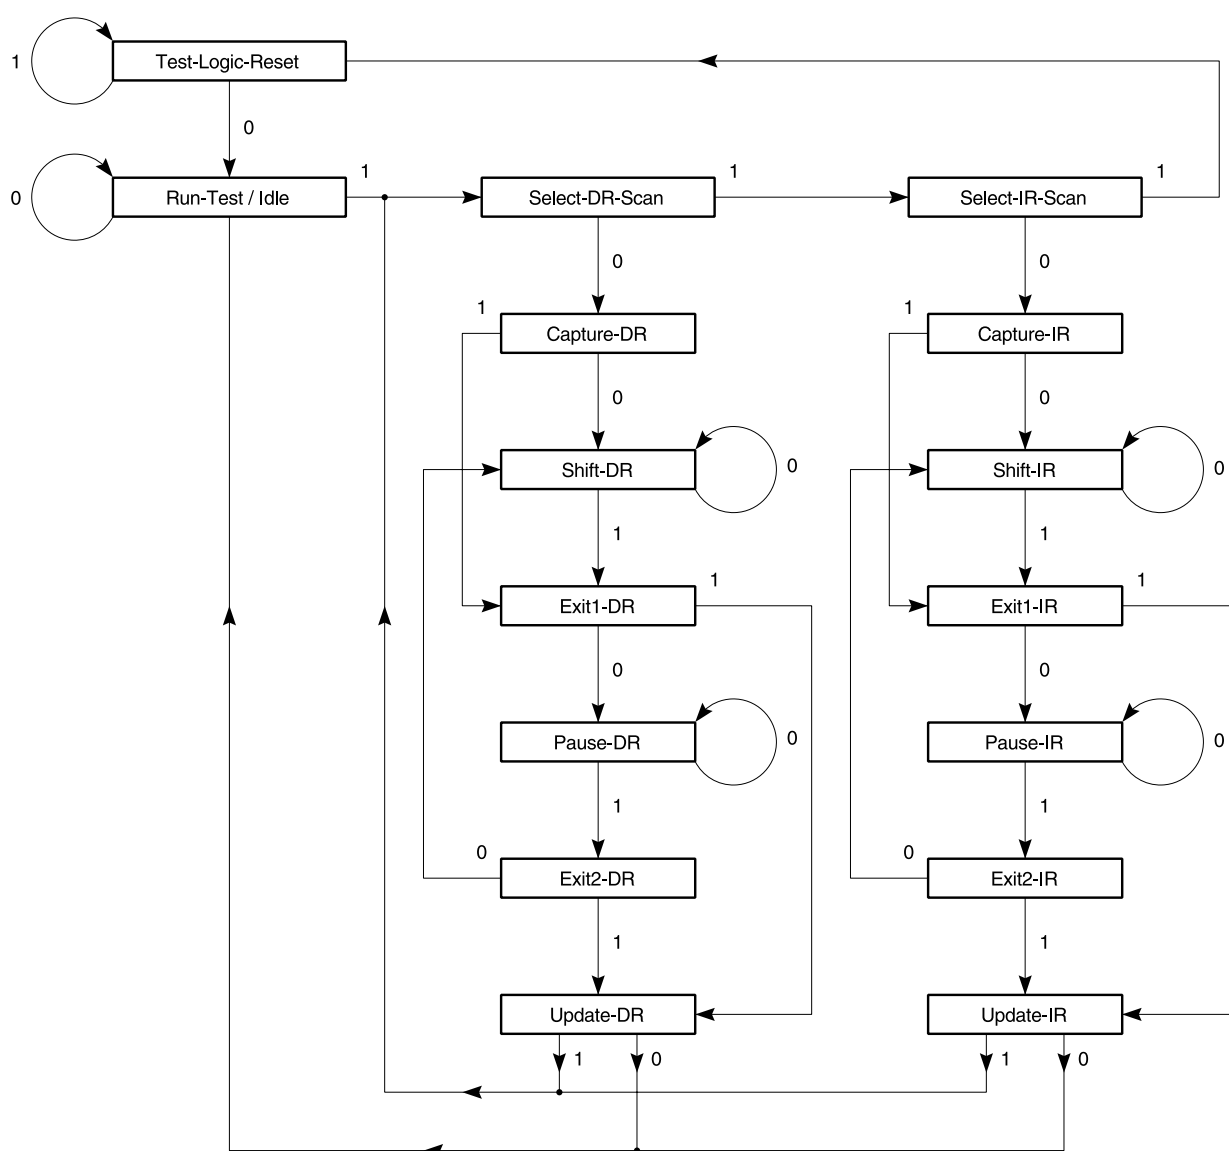 1
Test-Logic-Reset
0
0
Run-Test / Idle
1
Select-DR-Scan
1
Select-IR-Scan
1
0
0
1
Capture-DR
1
Capture-IR
0
0
Shift-DR
0
Shift-IR
0
1
1
Exit1-DR
1
Exit1-IR
1
0
0
Pause-DR
0
Pause-IR
0
1
1
0
Exit2-DR
0
Exit2-IR
1
1
Update-DR
Update-IR
1
0
1
0